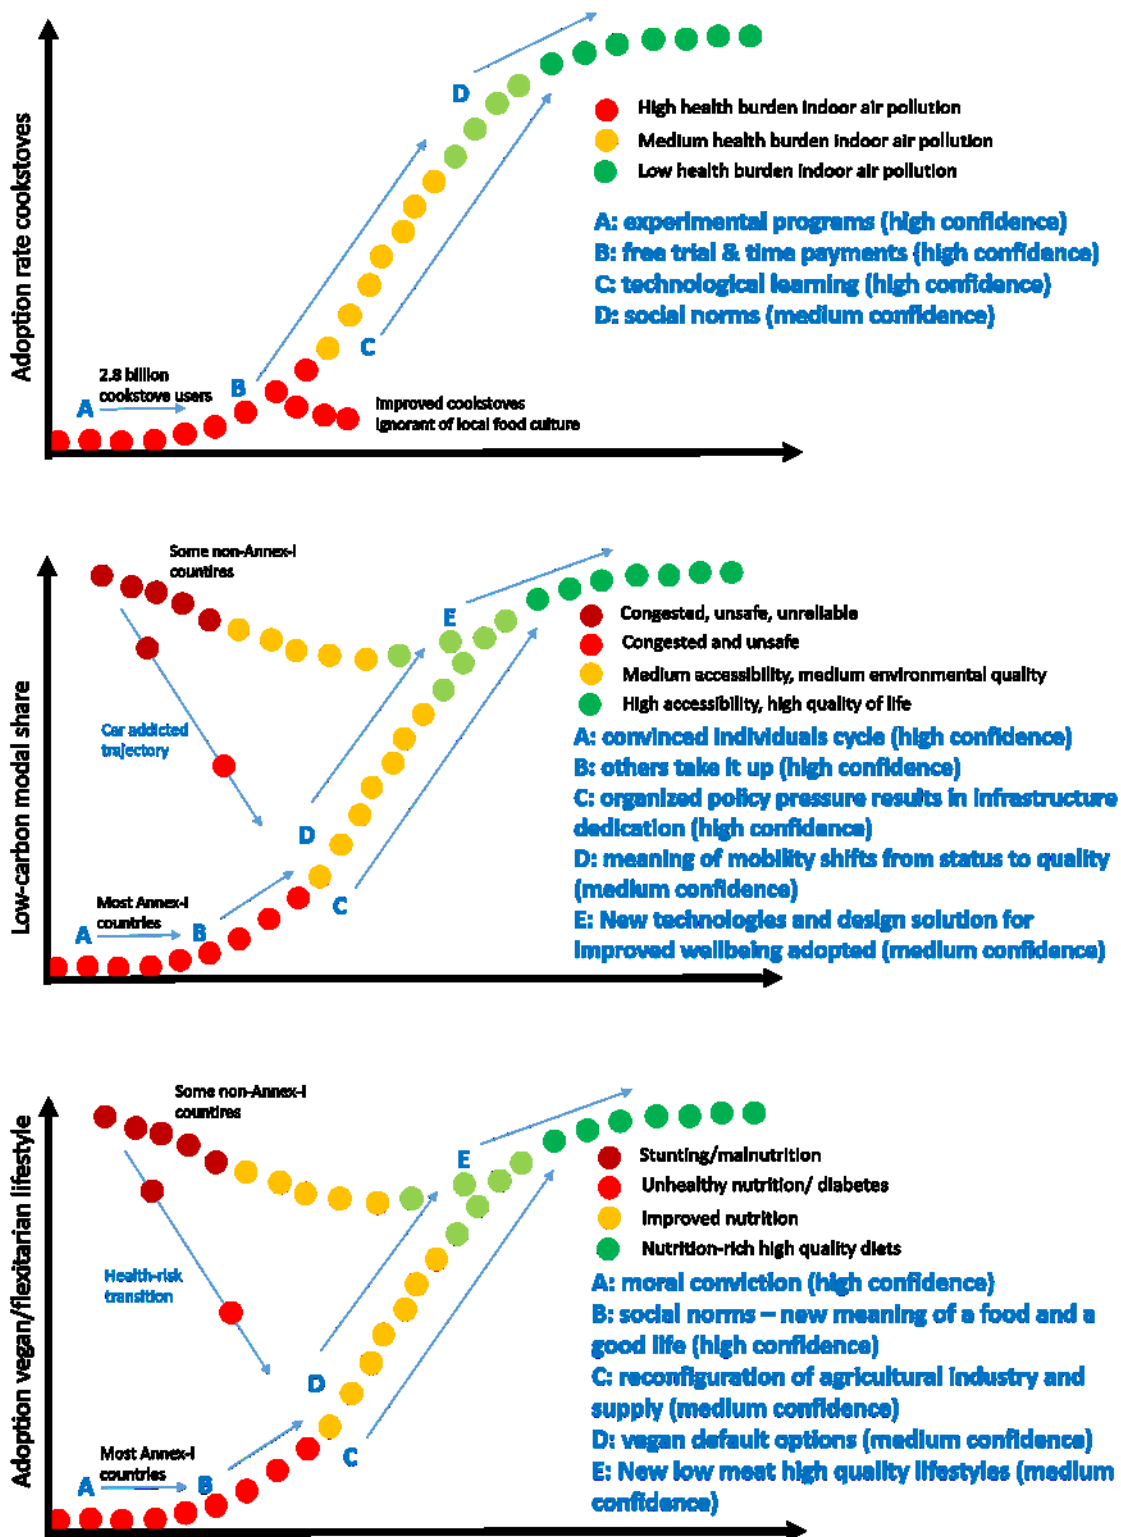 Adoption rate cookstoves
High health burden indoor air pollution
Medium health burden indoor air pollution
Low health burden indoor air pollution
A: experimental programs (high confidence)
B: free trial & time payments (high confidence)
C: technological learning (high confidence)
D: social norms (medium confidence)
D
C
B
2.8 billion
cookstove users
A
Improved cookstoves
ignorant of local food culture
Low-carbon modal share
Some non-Annex-I
countires
E
Congested, unsafe, unreliable
Congested and unsafe
Medium accessibility, medium environmental quality
High accessibility, high quality of life
Car addicted
trajectory
A: convinced individuals cycle (high confidence)
B: others take it up (high confidence)
C: organized policy pressure results in infrastructure
dedication (high confidence)
D: meaning of mobility shifts from status to quality
(medium confidence)
E: New technologies and design solution for
improved wellbeing adopted (medium confidence)
D
C
Most Annex-I
countries
A
B
Adoption vegan/flexitarian lifestyle
Some non-Annex-I
countires
E
Stunting/malnutrition
Unhealthy nutrition/ diabetes
Improved nutrition
Nutrition-rich high quality diets
Health-risk
transition
A: moral conviction (high confidence)
B: social norms – new meaning of a food and a
good life (high confidence)
C: reconfiguration of agricultural industry and
supply (medium confidence)
D: vegan default options (medium confidence)
E: New low meat high quality lifestyles (medium
confidence)
D
C
Most Annex-I
countries
A
B